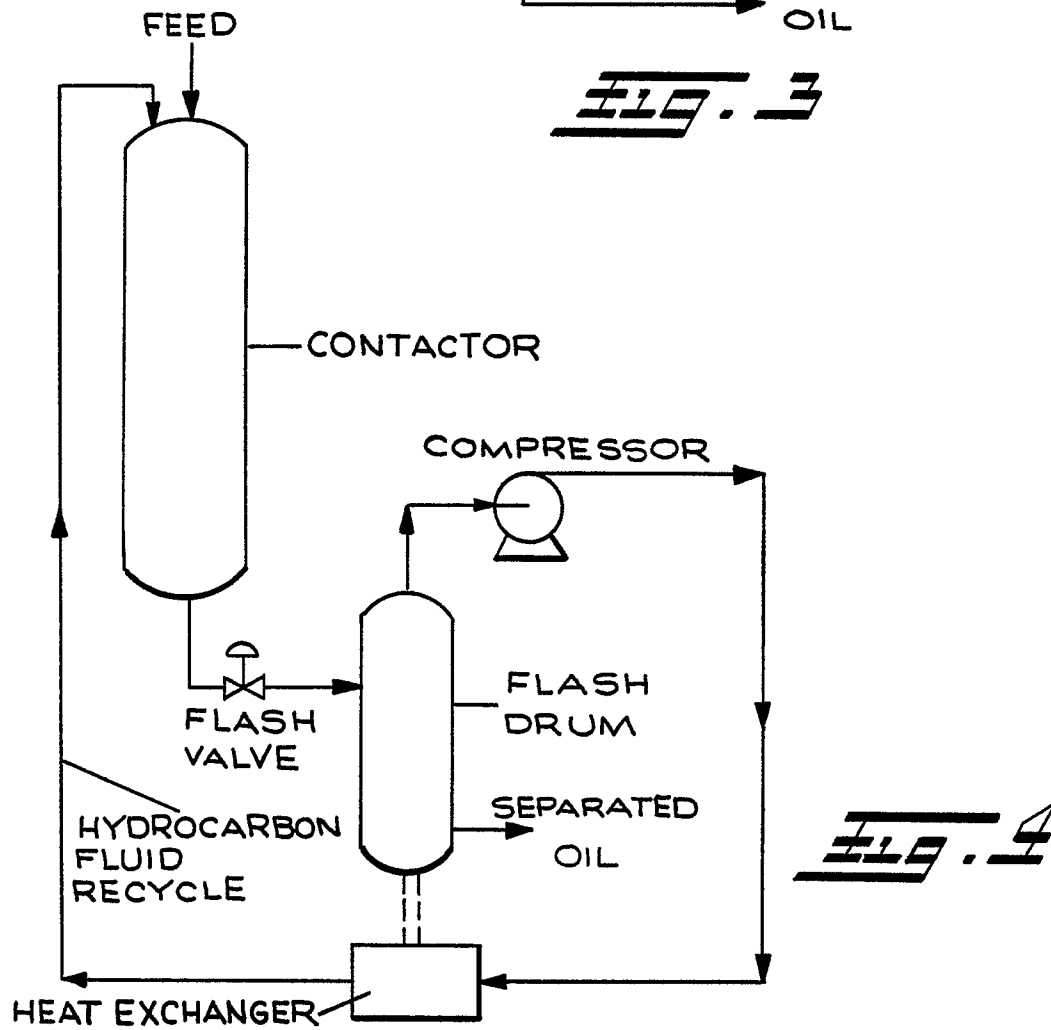 OIL
Fig. 3
FEED
CONTACTOR
COMPRESSOR
FLASH
VALVE
FLASH
DRUM
SEPARATED
OIL
HYDROCARBON
FLUID
RECYCLE
Fig. 4
HEAT EXCHANGER